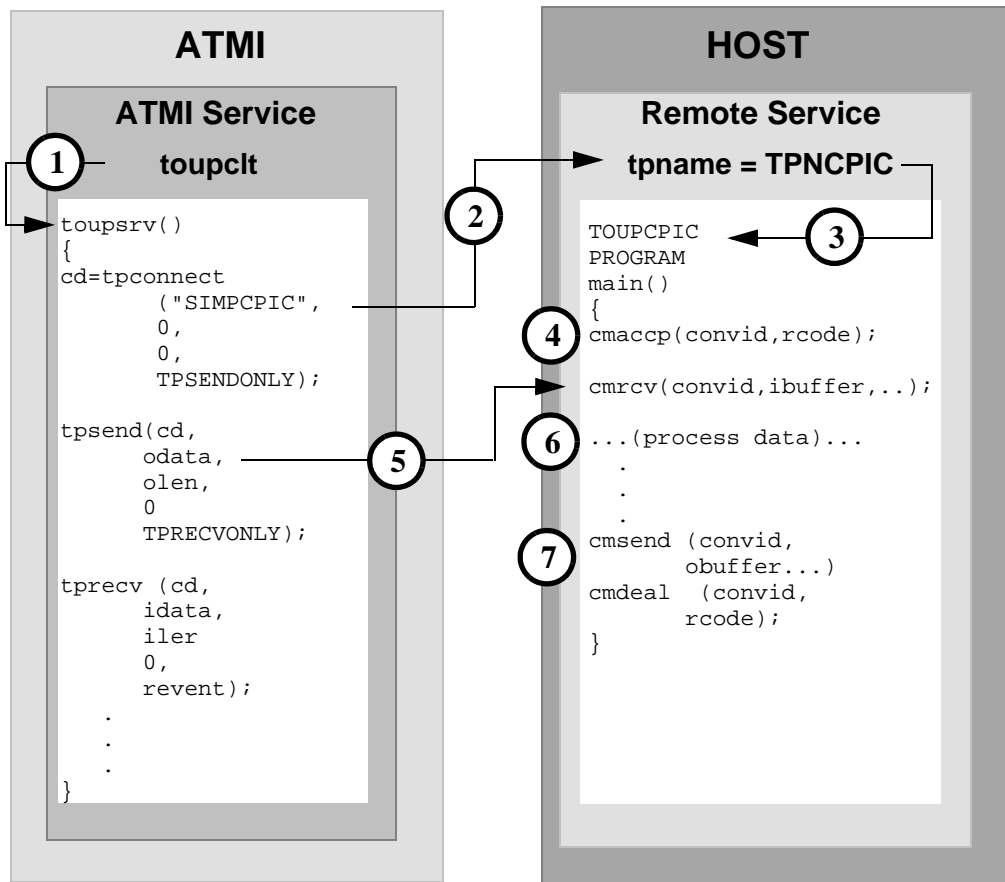 ATMI
ATMI Service
1
toupclt
toupsrv()
{
cd=tpconnect
("SIMPCPIC",
0,
0,
TPSENDONLY);
tpsend(cd,
odata,
olen,
0
TPRECVONLY);
tprecv (cd,
idata,
iler
0,
revent);
.
.
.
}
2
5
HOST
Remote Service
tpname = TPNCPIC
3
TOUPCPIC
PROGRAM
main()
{
4
cmaccp(convid,rcode);
cmrcv(convid,ibuffer,..);
6
...(process data)...
.
.
.
7
cmsend (convid,
obuffer...)
cmdeal (convid,
rcode);
}